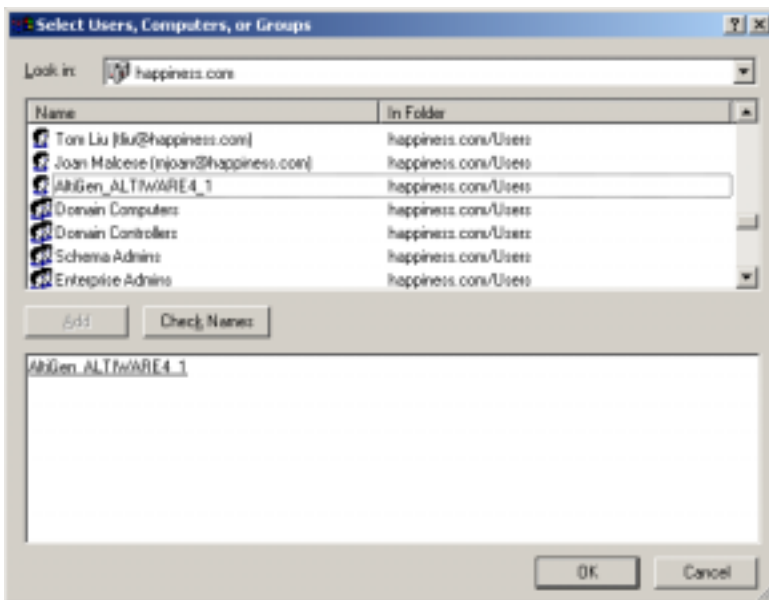 Select Users, Computers, or Groups
Look in: happiness.com
Name In Folder
Tom Liu (tliu@happiness.com) happiness.com/Users
Joan Malcese (mjoan@happiness.com) happiness.com/Users
AltiGen_ALTIWARE4_1 happiness.com/Users
Domain Computers happiness.com/Users
Domain Controllers happiness.com/Users
Schema Admins happiness.com/Users
Enterprise Admins happiness.com/Users
Add Check Names
AltiGen_ALTIWARE4_1
OK Cancel